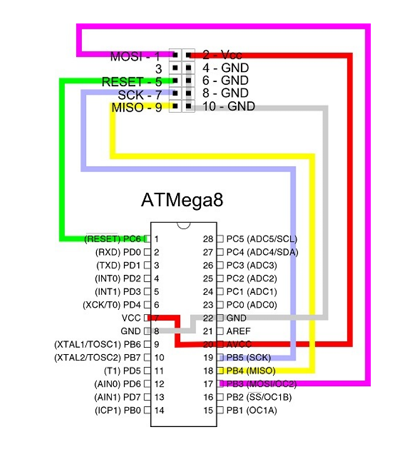 MOSI - 1 2 - Vcc
3 4 - GND
RESET - 5 6 - GND
SCK - 7 8 - GND
MISO - 9 10 - GND
ATMega8
(RESET) PC6 1 28 PC5 (ADC5/SCL)
(RXD) PD0 2 27 PC4 (ADC4/SDA)
(TXD) PD1 3 26 PC3 (ADC3)
(INT0) PD2 4 25 PC2 (ADC2)
(INT1) PD3 5 24 PC1 (ADC1)
(XCK/T0) PD4 6 23 PC0 (ADC0)
VCC 7 22 GND
GND 8 21 AREF
(XTAL1/TOSC1) PB6 9 20 AVCC
(XTAL2/TOSC2) PB7 10 19 PB5 (SCK)
(T1) PD5 11 18 PB4 (MISO)
(AIN0) PD6 12 17 PB3 (MOSI/OC2)
(AIN1) PD7 13 16 PB2 (SS/OC1B)
(ICP1) PB0 14 15 PB1 (OC1A)